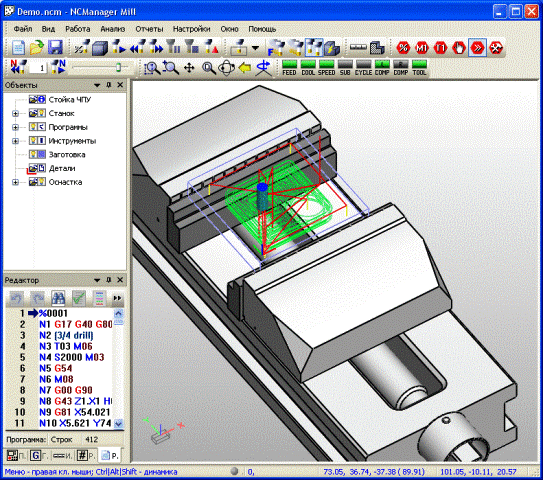 Demo.ncm - NCManager Mill
Файл Вид Работа Анализ Отчеты Настройки Окно Помощь
% M1 T1
N 1 N
FEED COOL SPEED SUB CYCLE COMP COMP TOOL
Объекты
Стойка ЧПУ
Станок
Программы
Инструменты
Заготовка
Детали
Оснастка
Редактор
1 %0001
2 N1 G17 G40 G80
3 N2 (3/4 drill)
4 N3 T03 M06
5 N4 S2000 M03
6 N5 G54
7 N6 M08
8 N7 G00 G90
9 N8 G43 Z1.X1 H
10 N9 G81 X54.021
11 N10 X5.621 Y74
Программа: Строк 412
П. G Г. И. # Р. Р.
Меню - правая кл. мыши; Ctrl|Alt|Shift - динамика 0, 73.05, 36.74, -37.38 ( 89.91) 101.05, -10.11, 20.57